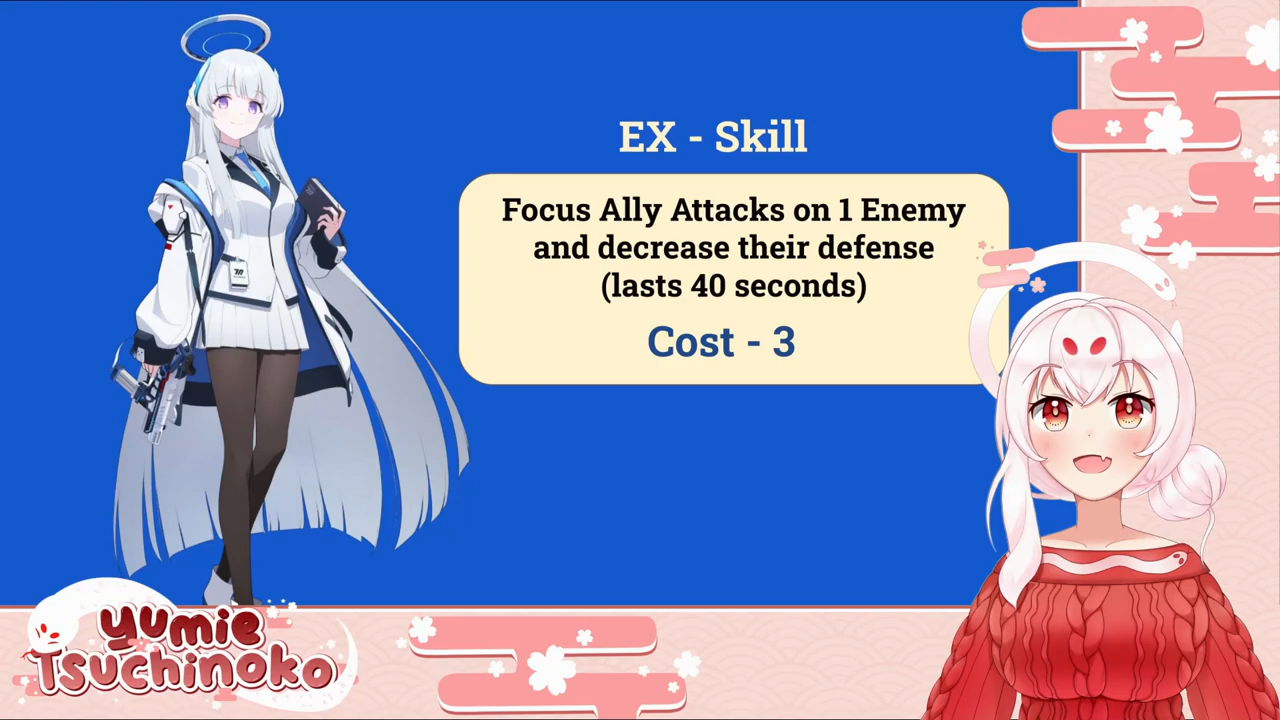 EX - Skill
Focus Ally Attacks on 1 Enemy
and decrease their defense
(lasts 40 seconds)
Cost - 3
yumie
Tsuchinoko